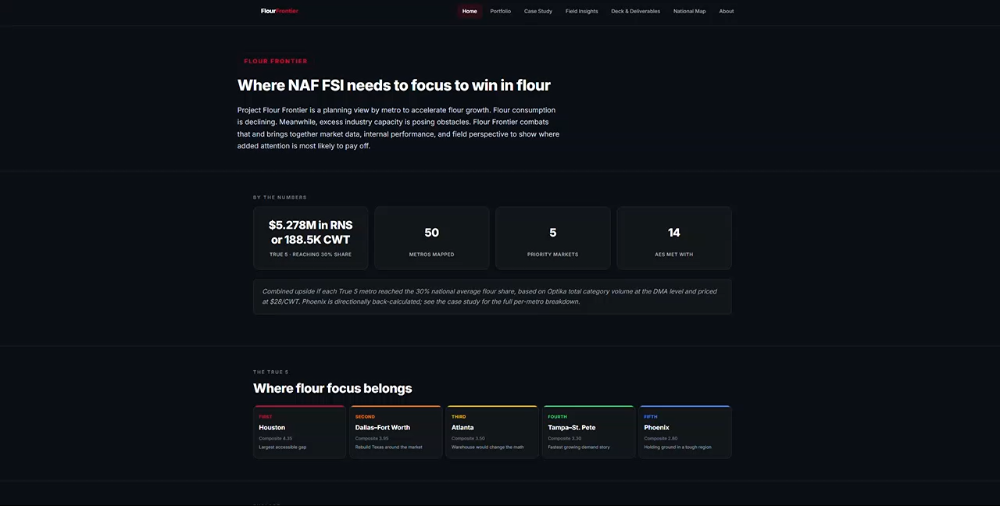 FlourFrontier
Home Portfolio Case Study Field Insights Deck & Deliverables National Map About
FLOUR FRONTIER
Where NAF FSI needs to focus to win in flour
Project Flour Frontier is a planning view by metro to accelerate flour growth. Flour consumption
is declining. Meanwhile, excess industry capacity is posing obstacles. Flour Frontier combats
that and brings together market data, internal performance, and field perspective to show where
added attention is most likely to pay off.
BY THE NUMBERS
$5.278M in RNS
or 188.5K CWT
TRUE 5 · REACHING 30% SHARE
50
METROS MAPPED
5
PRIORITY MARKETS
14
AES MET WITH
Combined upside if each True 5 metro reached the 30% national average flour share, based on Optika total category volume at the DMA level and priced
at $28/CWT. Phoenix is directionally back-calculated; see the case study for the full per-metro breakdown.
THE TRUE 5
Where flour focus belongs
FIRST
Houston
Composite 4.35
Largest accessible gap
SECOND
Dallas–Fort Worth
Composite 3.95
Rebuild Texas around the market
THIRD
Atlanta
Composite 3.50
Warehouse would change the math
FOURTH
Tampa–St. Pete
Composite 3.30
Fastest growing demand story
FIFTH
Phoenix
Composite 2.80
Holding ground in a tough region